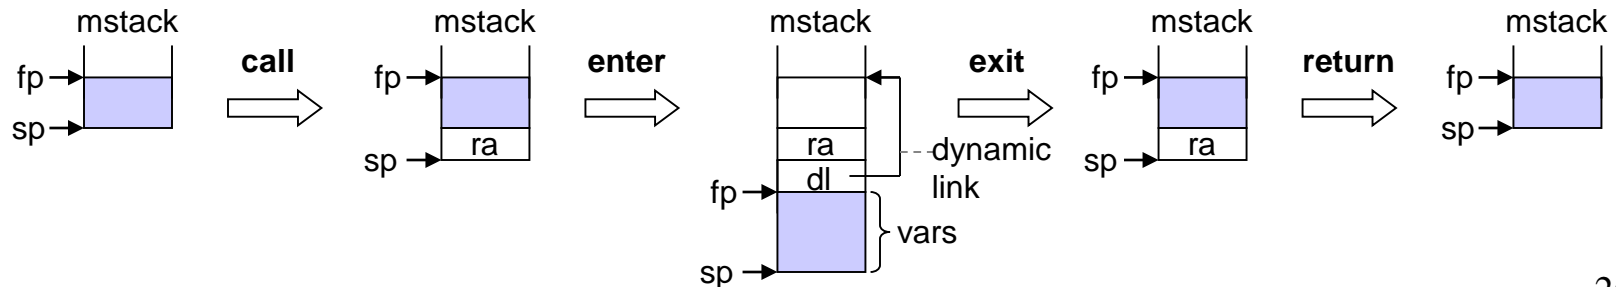 mstack
fp
sp
call
mstack
fp
ra
sp
enter
mstack
ra
dl
fp
vars
sp
dynamic
link
exit
mstack
fp
ra
sp
return
mstack
fp
sp